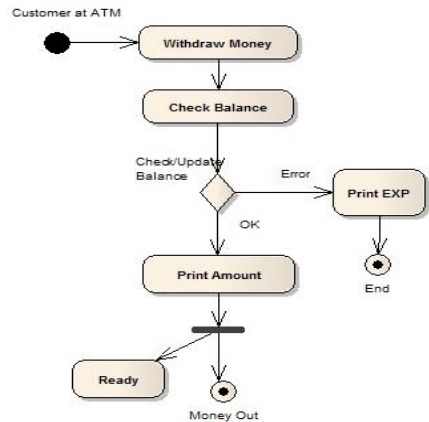 Customer at ATM
Withdraw Money
Check Balance
Check/Update
Balance
Error
Print EXP
OK
End
Print Amount
Ready
Money Out